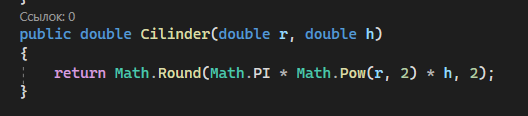 Ссылок: 0
public double Cilinder(double r, double h)
{
return Math.Round(Math.PI * Math.Pow(r, 2) * h, 2);
}